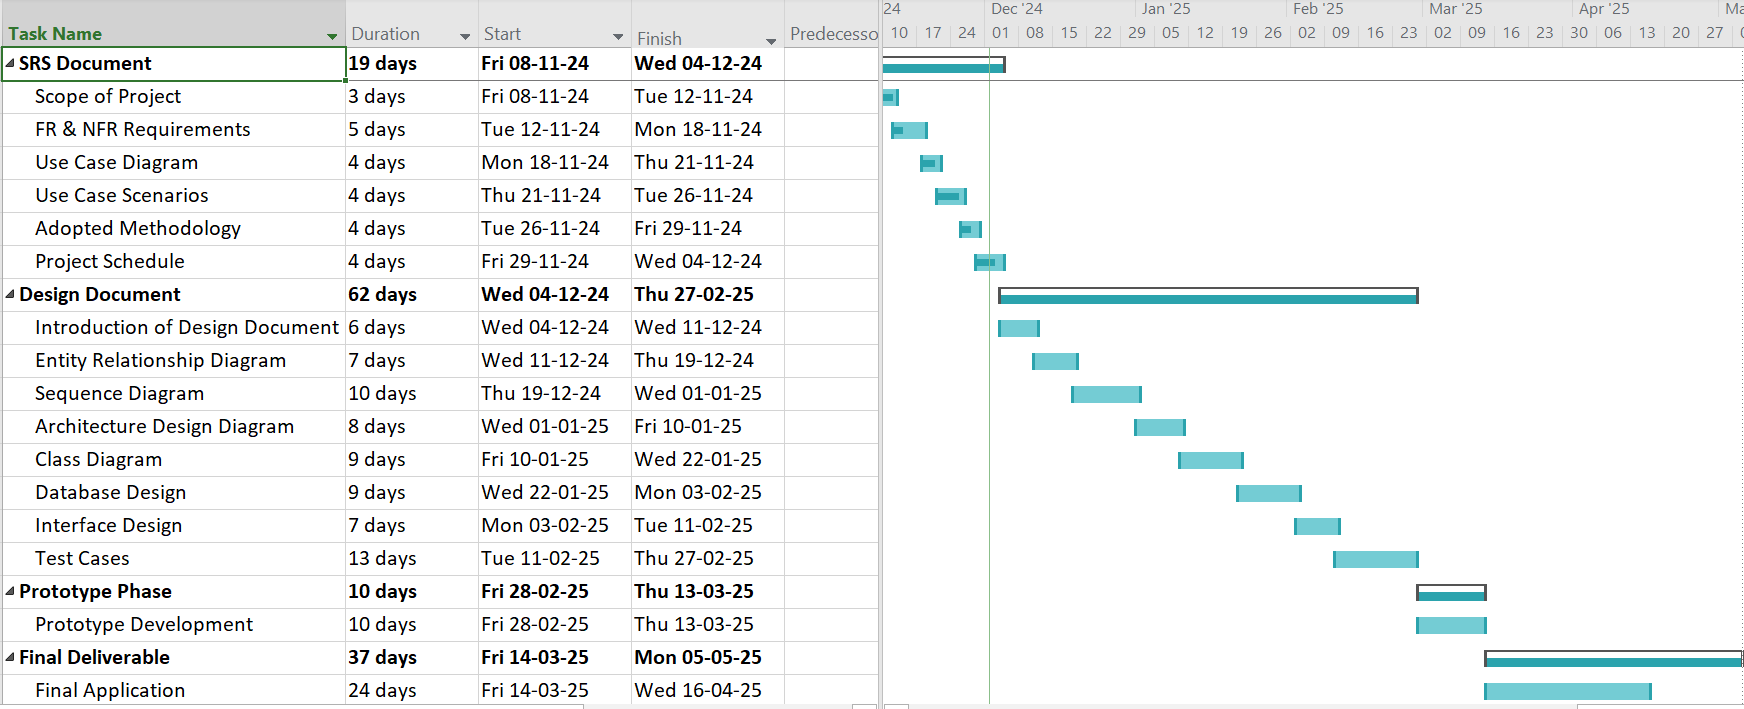 24 Dec '24 Jan '25 Feb '25 Mar '25 Apr '25 Ma
Task Name Duration Start Finish Predecesso 10 17 24 01 08 15 22 29 05 12 19 26 02 09 16 23 02 09 16 23 30 06 13 20 27 0
SRS Document 19 days Fri 08-11-24 Wed 04-12-24
Scope of Project 3 days Fri 08-11-24 Tue 12-11-24
FR & NFR Requirements 5 days Tue 12-11-24 Mon 18-11-24
Use Case Diagram 4 days Mon 18-11-24 Thu 21-11-24
Use Case Scenarios 4 days Thu 21-11-24 Tue 26-11-24
Adopted Methodology 4 days Tue 26-11-24 Fri 29-11-24
Project Schedule 4 days Fri 29-11-24 Wed 04-12-24
Design Document 62 days Wed 04-12-24 Thu 27-02-25
Introduction of Design Document 6 days Wed 04-12-24 Wed 11-12-24
Entity Relationship Diagram 7 days Wed 11-12-24 Thu 19-12-24
Sequence Diagram 10 days Thu 19-12-24 Wed 01-01-25
Architecture Design Diagram 8 days Wed 01-01-25 Fri 10-01-25
Class Diagram 9 days Fri 10-01-25 Wed 22-01-25
Database Design 9 days Wed 22-01-25 Mon 03-02-25
Interface Design 7 days Mon 03-02-25 Tue 11-02-25
Test Cases 13 days Tue 11-02-25 Thu 27-02-25
Prototype Phase 10 days Fri 28-02-25 Thu 13-03-25
Prototype Development 10 days Fri 28-02-25 Thu 13-03-25
Final Deliverable 37 days Fri 14-03-25 Mon 05-05-25
Final Application 24 days Fri 14-03-25 Wed 16-04-25